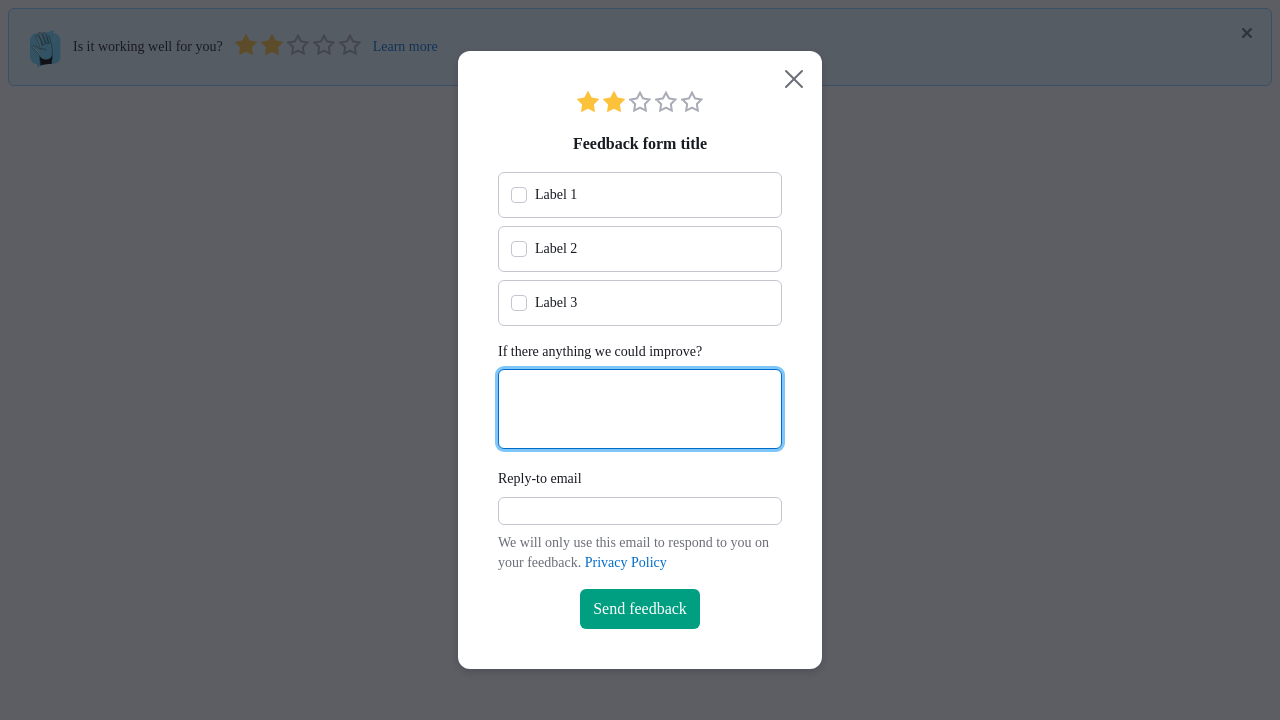 Is it working well for you? Learn more
Feedback form title
Label 1
Label 2
Label 3
If there anything we could improve?
Reply-to email
We will only use this email to respond to you on
your feedback. Privacy Policy
Send feedback